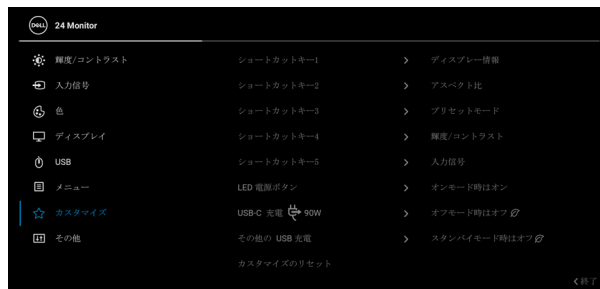 DELL 24 Monitor
輝度/コントラスト ショートカットキー1 > ディスプレー情報
入力信号 ショートカットキー2 > アスペクト比
色 ショートカットキー3 > プリセットモード
ディスプレイ ショートカットキー4 > 輝度/コントラスト
USB ショートカットキー5 > 入力信号
メニュー LED 電源ボタン > オンモード時はオン
カスタマイズ USB-C 充電 90W > オフモード時はオフ
その他 その他の USB 充電 > スタンバイモード時はオフ
カスタマイズのリセット
<終了